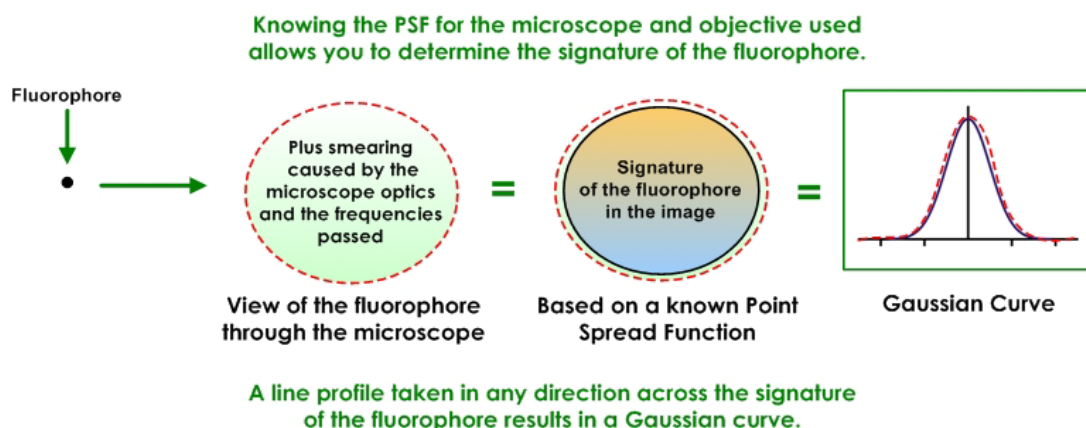 Knowing the PSF for the microscope and objective used
allows you to determine the signature of the fluorophore.
Fluorophore
Plus smearing
caused by the
microscope optics
and the frequencies
passed
=
Signature
of the fluorophore
in the image
=
View of the fluorophore
through the microscope
Based on a known Point
Spread Function
Gaussian Curve
A line profile taken in any direction across the signature
of the fluorophore results in a Gaussian curve.